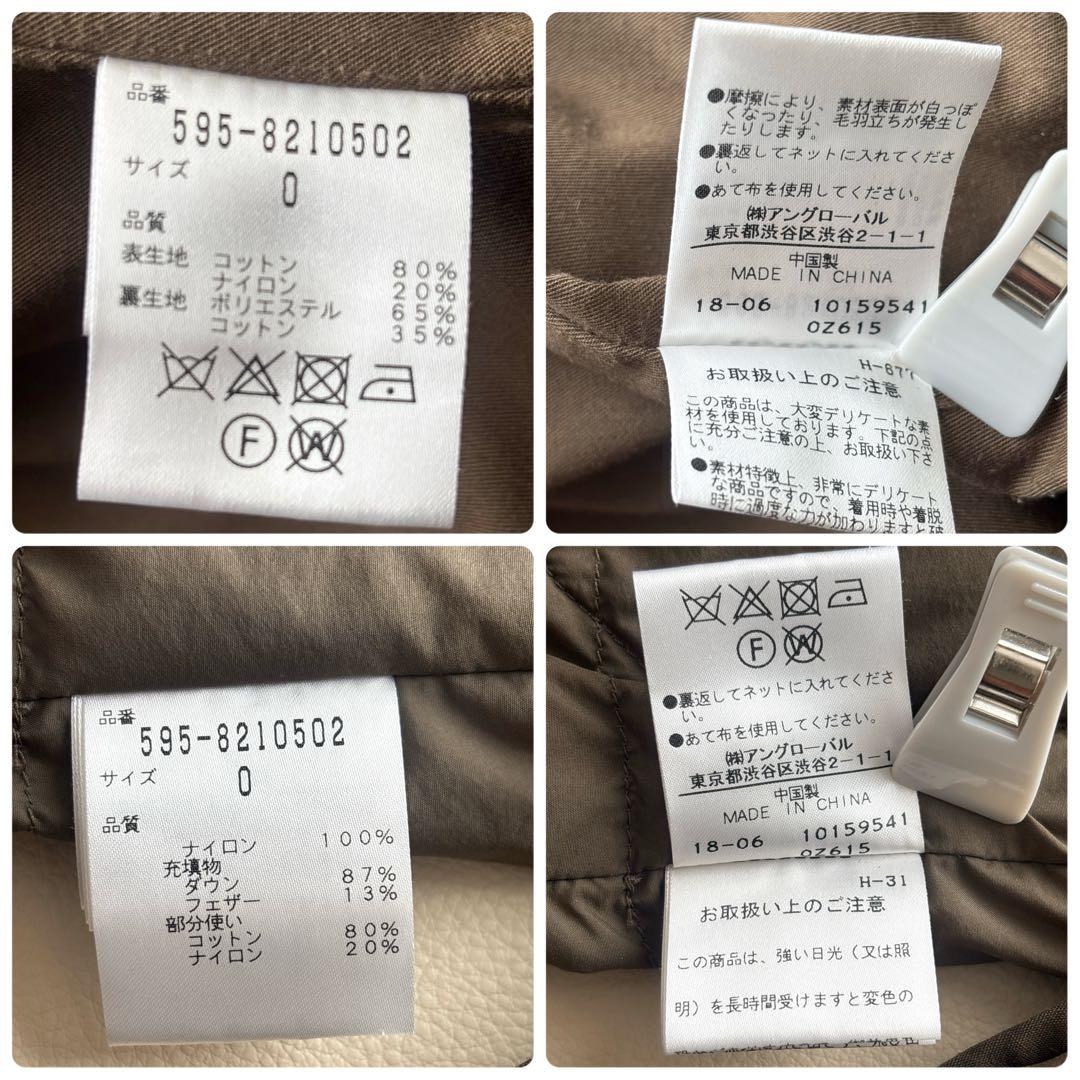 品番
595-8210502
サイズ
0
品質
表生地 コットン 80%
ナイロン 20%
裏生地 ポリエステル 65%
コットン 35%
F W
●摩擦により、素材表面が白っぽ
くなったり、毛羽立ちが発生し
たりします。
●裏返してネットに入れてくださ
い。
●あて布を使用してください。
㈱アングローバル
東京都渋谷区渋谷2-1-1
中国製
MADE IN CHINA
18-06 10159541
0Z615
お取扱い上のご注意
この商品は、大変デリケートな素
材を使用しております。下記の点
に充分ご注意の上、お取扱い下さ
い。
●素材特徴上、非常にデリケート
な商品ですので、着用時や着脱
時に過度な力が加わりますと破
品番
595-8210502
サイズ
0
品質
ナイロン 100%
充填物
ダウン 87%
フェザー 13%
部分使い
コットン 80%
ナイロン 20%
F W
●裏返してネットに入れてくださ
い。
●あて布を使用してください。
㈱アングローバル
東京都渋谷区渋谷2-1-1
中国製
MADE IN CHINA
18-06 10159541
0Z615
H-31
お取扱い上のご注意
この商品は、強い日光(又は照
明)を長時間受けますと変色の